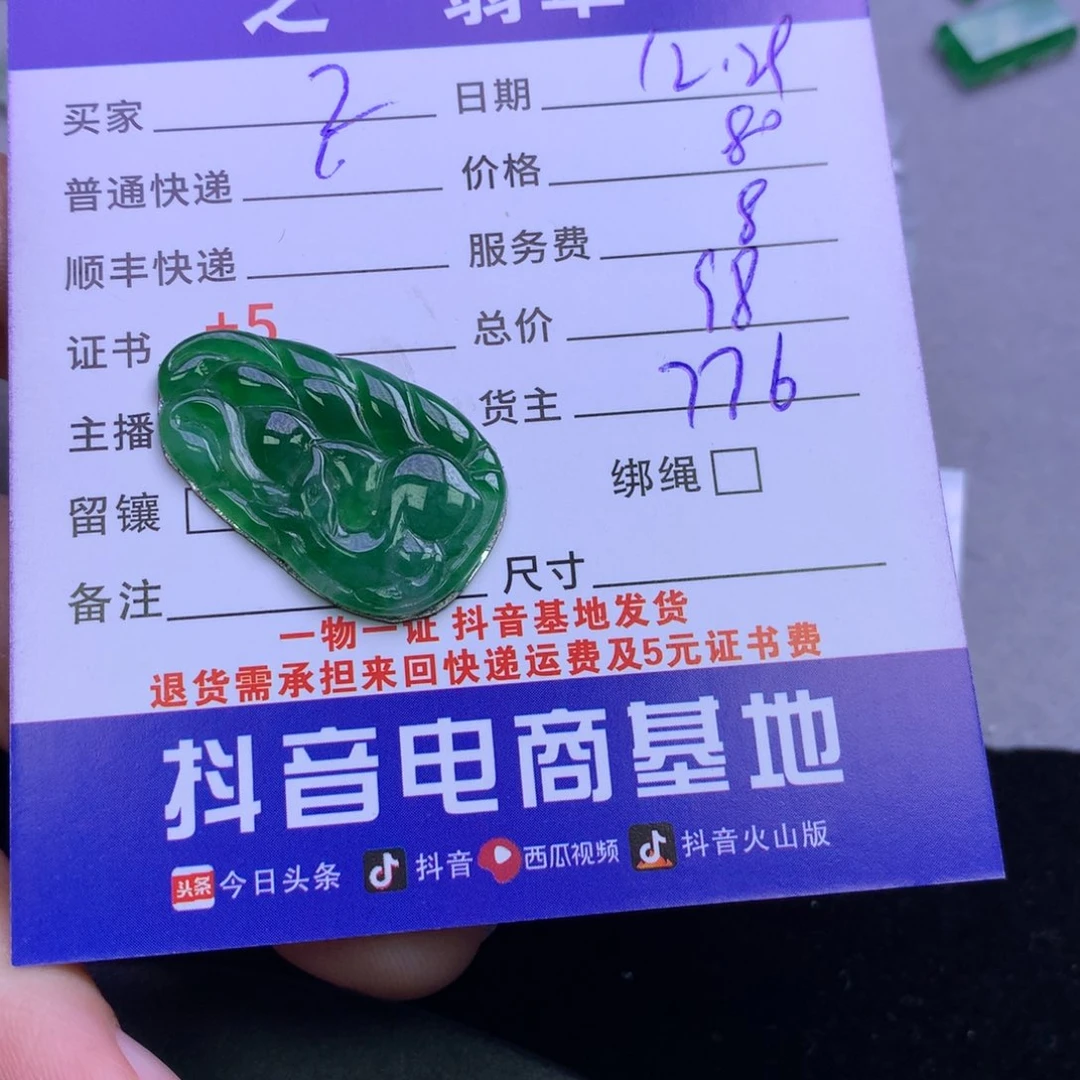 之 翡翠
买家 日期 12.28
普通快递 价格 80
顺丰快递 服务费 8
证书 +5 总价 98
主播 货主 776
留镶 □ 绑绳 □
备注 尺寸
一物一证 抖音基地发货
退货需承担来回快递运费及5元证书费
抖音电商基地
头条 今日头条 抖音 西瓜视频 抖音火山版